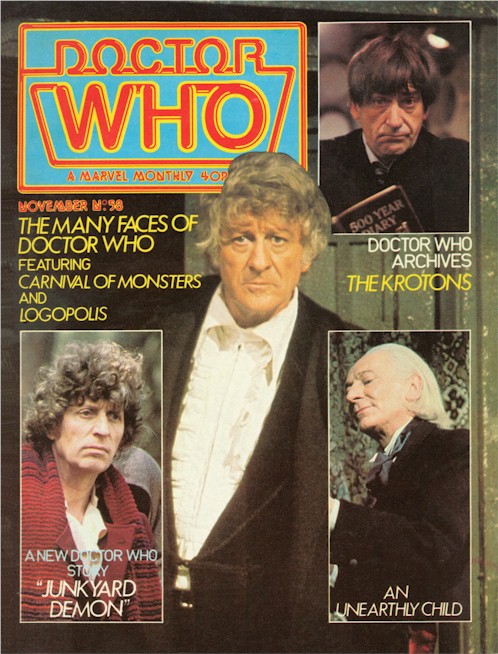 DOCTOR
WHO
A MARVEL MONTHLY 40P
NOVEMBER Nº58
THE MANY FACES OF
DOCTOR WHO
FEATURING
CARNIVAL OF MONSTERS
AND
LOGOPOLIS
500 YEAR
DIARY
DOCTOR WHO
ARCHIVES
THE KROTONS
A NEW DOCTOR WHO
STORY
"JUNKYARD
DEMON"
AN
UNEARTHLY CHILD